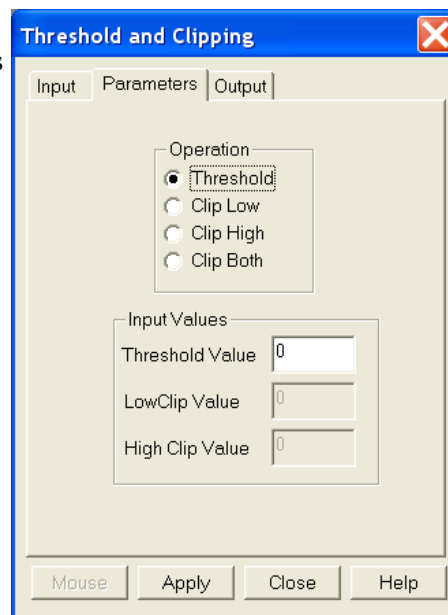 Threshold and Clipping
s
Input Parameters Output
Operation
Threshold
Clip Low
Clip High
Clip Both
Input Values
Threshold Value 0
LowClip Value 0
High Clip Value 0
Mouse Apply Close Help